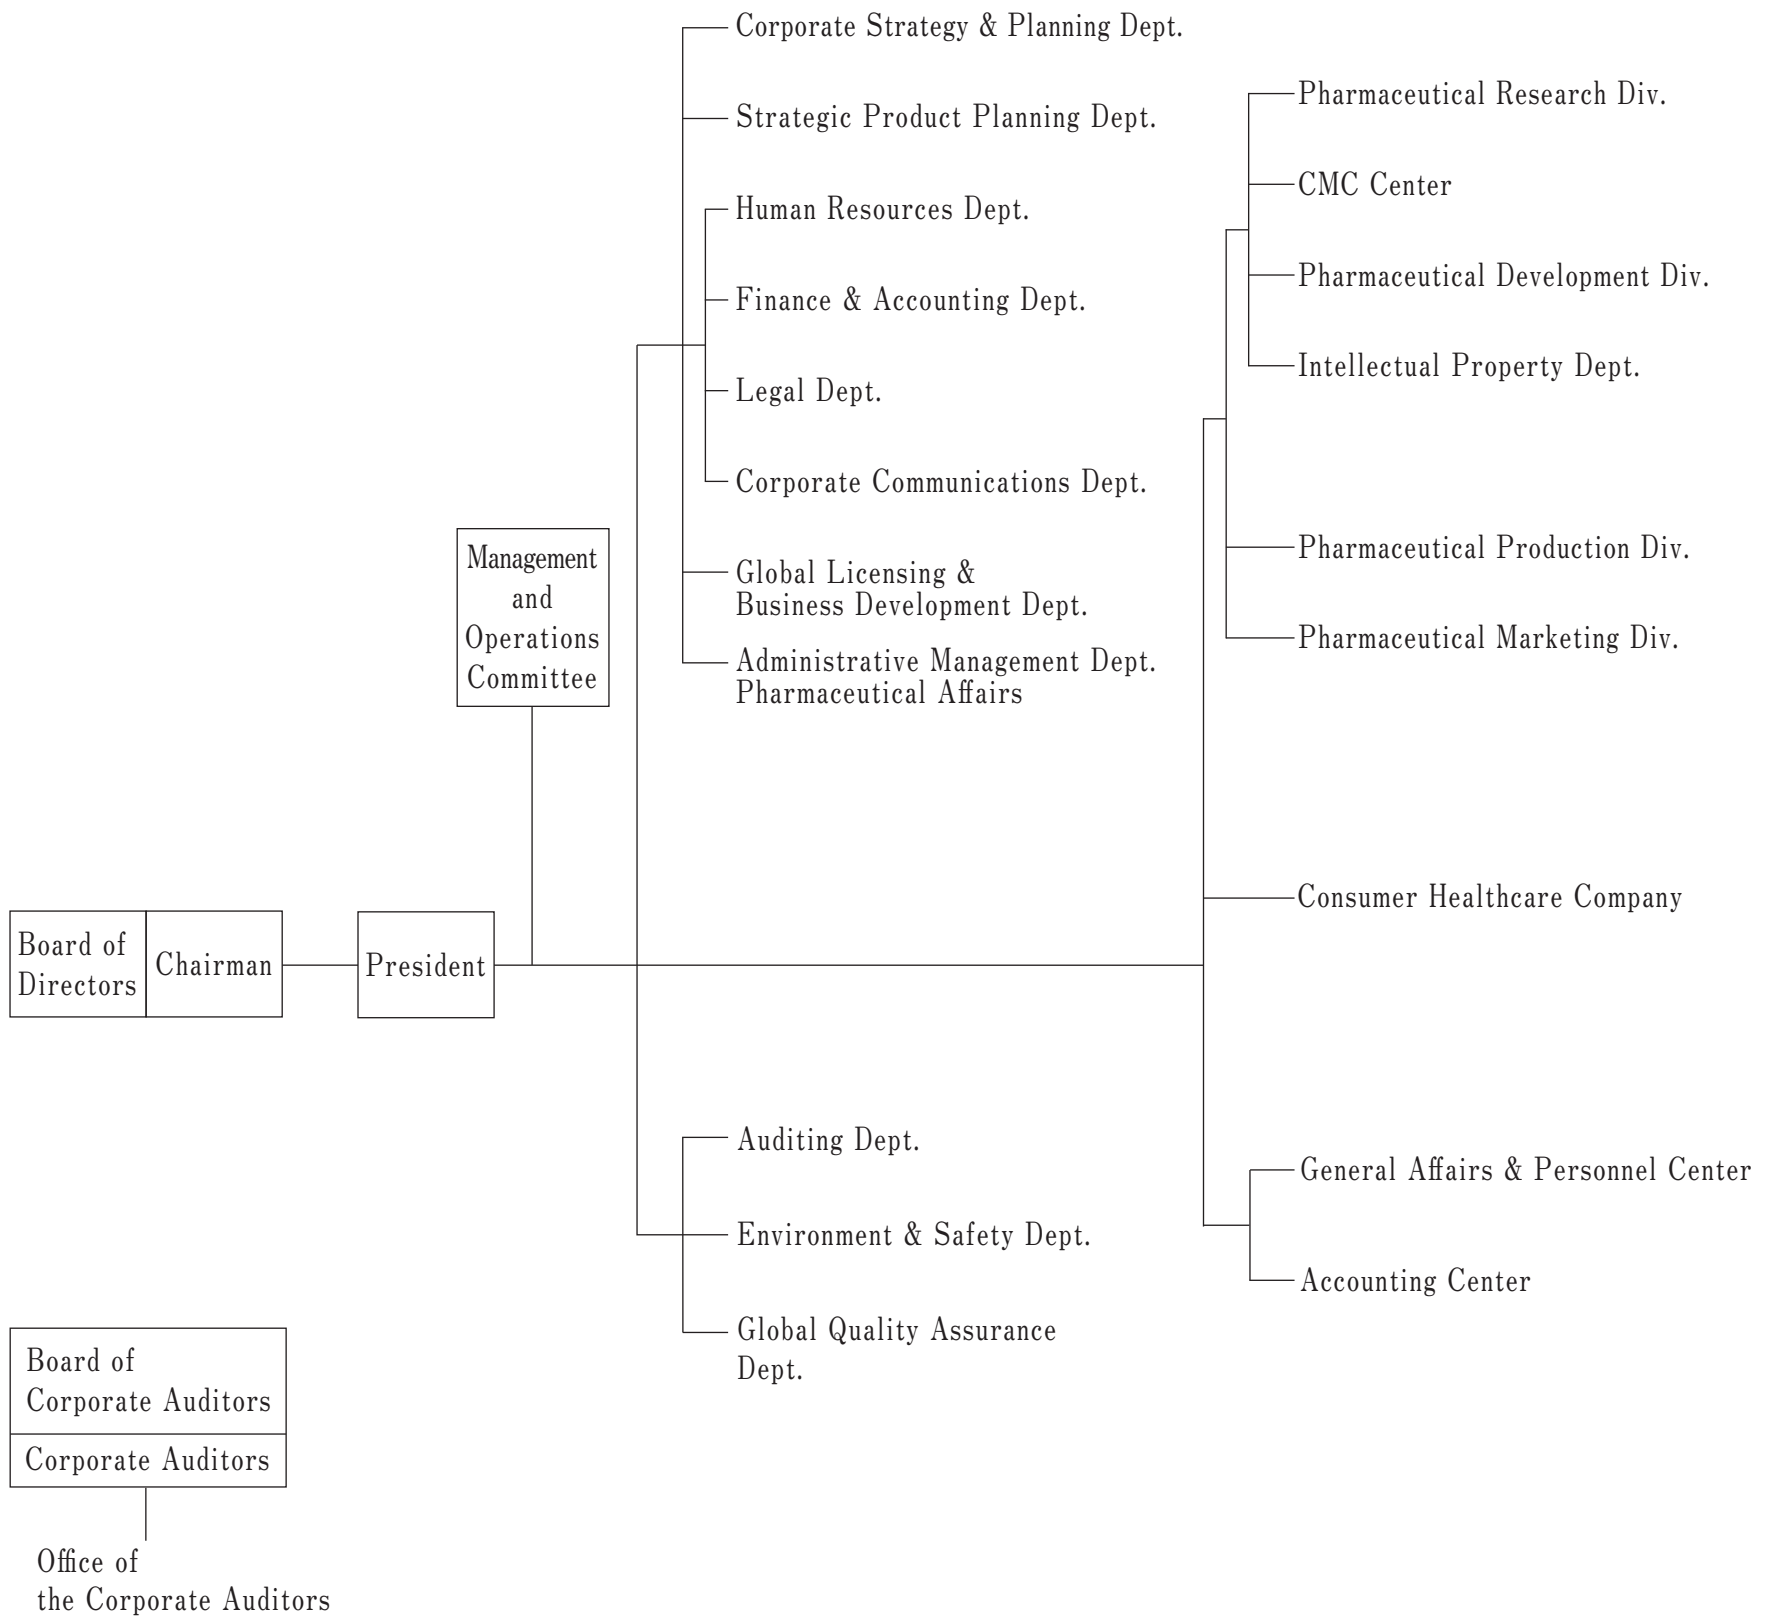 Corporate Strategy & Planning Dept.
Strategic Product Planning Dept.
Human Resources Dept.
Finance & Accounting Dept.
Legal Dept.
Corporate Communications Dept.
Global Licensing &
Business Development Dept.
Administrative Management Dept.
Pharmaceutical Affairs
Pharmaceutical Research Div.
CMC Center
Pharmaceutical Development Div.
Intellectual Property Dept.
Pharmaceutical Production Div.
Pharmaceutical Marketing Div.
Management
and
Operations
Committee
Board of
Directors
Chairman
President
Consumer Healthcare Company
Auditing Dept.
Environment & Safety Dept.
Global Quality Assurance
Dept.
General Affairs & Personnel Center
Accounting Center
Board of
Corporate Auditors
Corporate Auditors
Office of
the Corporate Auditors